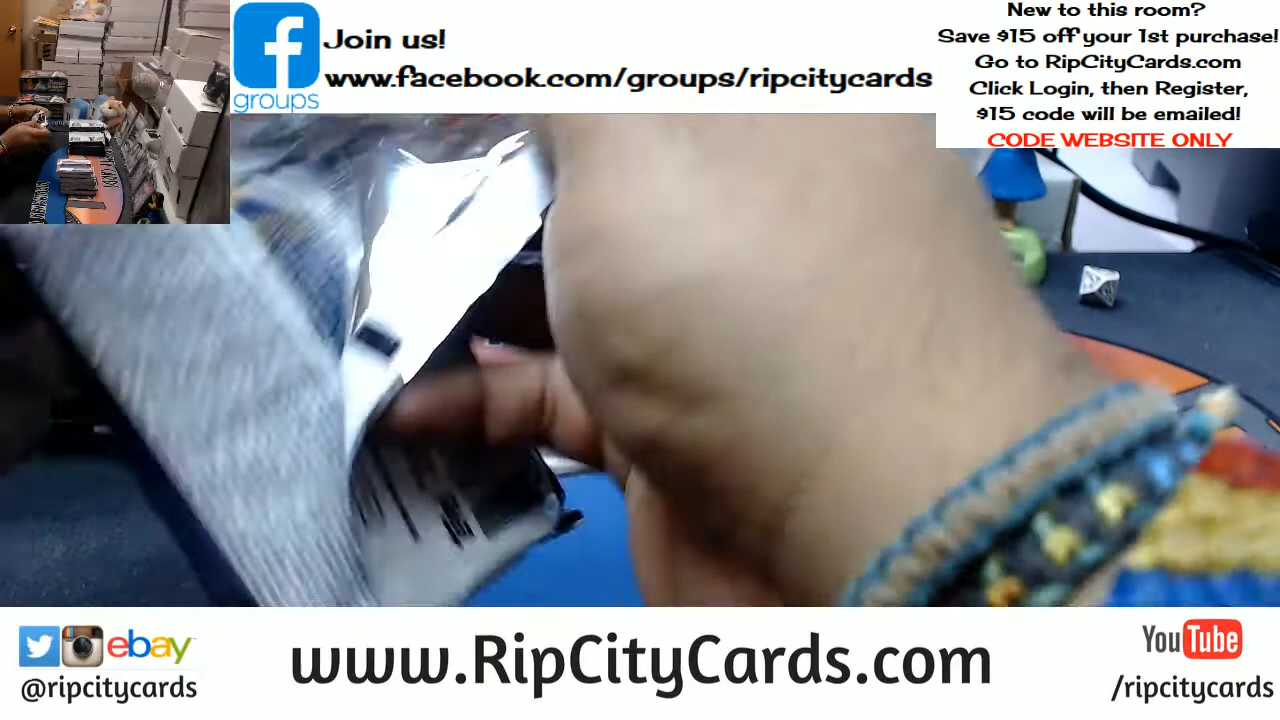 Join us!
www.facebook.com/groups/ripcitycards
groups
New to this room?
Save $15 off your 1st purchase!
Go to RipCityCards.com
Click Login, then Register,
$15 code will be emailed!
CODE WEBSITE ONLY
ebay
@ripcitycards
www.RipCityCards.com
YouTube
/ripcitycards